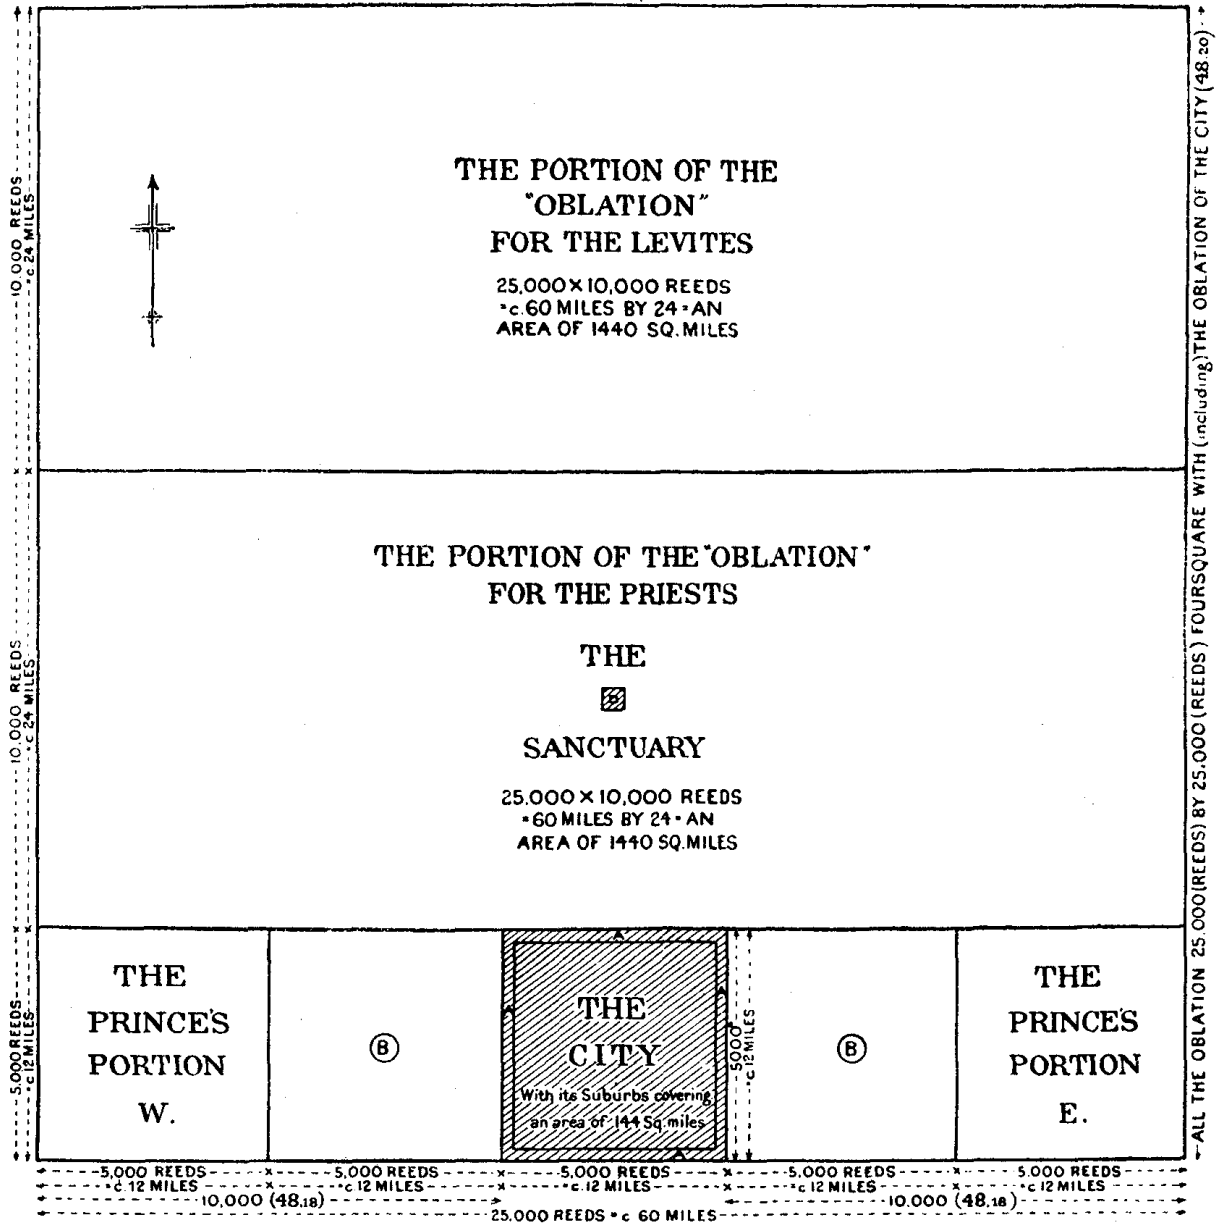 THE PORTION OF THE
"OBLATION"
FOR THE LEVITES
25,000 × 10,000 REEDS
=c. 60 MILES BY 24 = AN
AREA OF 1440 SQ. MILES
10,000 REEDS
=c. 24 MILES
THE PORTION OF THE "OBLATION"
FOR THE PRIESTS
THE
SANCTUARY
25.000 × 10,000 REEDS
=60 MILES BY 24 = AN
AREA OF 1440 SQ. MILES
10,000 REEDS
=c. 24 MILES
THE
PRINCE'S
PORTION
W.
B
THE
CITY
With its Suburbs covering
an area of 144 Sq. miles
5000
=c. 12 MILES
B
THE
PRINCE'S
PORTION
E.
5,000 REEDS
=c. 12 MILES
ALL THE OBLATION 25.000 (REEDS) BY 25.000 (REEDS) FOURSQUARE WITH (including) THE OBLATION OF THE CITY (48.20)
5,000 REEDS 5,000 REEDS 5,000 REEDS 5,000 REEDS 5,000 REEDS
=c. 12 MILES =c. 12 MILES =c. 12 MILES =c. 12 MILES =c. 12 MILES
10,000 (48.18) 10,000 (48.18)
25.000 REEDS =c 60 MILES